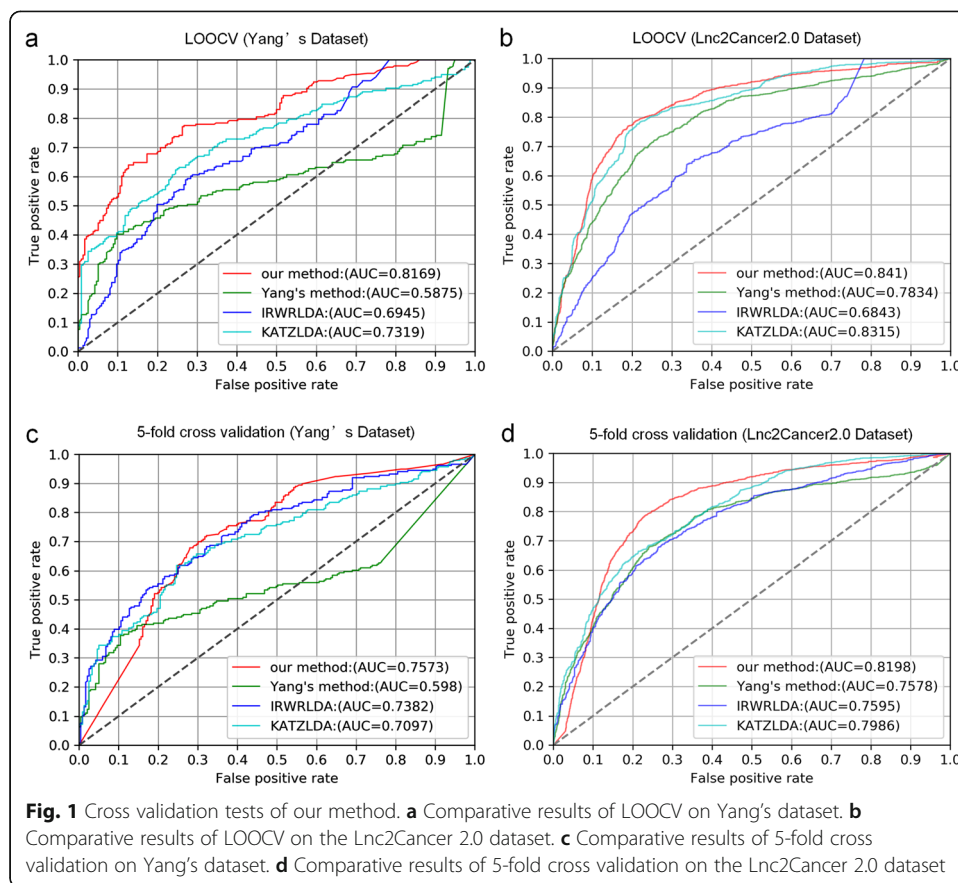 a
LOOCV (Yang’s Dataset)
1.0
0.9
0.8
0.7
0.6
0.5
0.4
0.3
0.2
0.1
0.0
True positive rate
our method:(AUC=0.8169)
Yang's method:(AUC=0.5875)
IRWRLDA:(AUC=0.6945)
KATZLDA:(AUC=0.7319)
0.0 0.1 0.2 0.3 0.4 0.5 0.6 0.7 0.8 0.9 1.0
False positive rate
b
LOOCV (Lnc2Cancer2.0 Dataset)
1.0
0.9
0.8
0.7
0.6
0.5
0.4
0.3
0.2
0.1
0.0
True positive rate
our method:(AUC=0.841)
Yang's method:(AUC=0.7834)
IRWRLDA:(AUC=0.6843)
KATZLDA:(AUC=0.8315)
0.0 0.1 0.2 0.3 0.4 0.5 0.6 0.7 0.8 0.9 1.0
False positive rate
c
5-fold cross validation (Yang’s Dataset)
1.0
0.9
0.8
0.7
0.6
0.5
0.4
0.3
0.2
0.1
0.0
True positive rate
our method:(AUC=0.7573)
Yang's method:(AUC=0.598)
IRWRLDA:(AUC=0.7382)
KATZLDA:(AUC=0.7097)
0.0 0.1 0.2 0.3 0.4 0.5 0.6 0.7 0.8 0.9 1.0
False positive rate
d
5-fold cross validation (Lnc2Cancer2.0 Dataset)
1.0
0.9
0.8
0.7
0.6
0.5
0.4
0.3
0.2
0.1
0.0
True positive rate
our method:(AUC=0.8198)
Yang's method:(AUC=0.7578)
IRWRLDA:(AUC=0.7595)
KATZLDA:(AUC=0.7986)
0.0 0.1 0.2 0.3 0.4 0.5 0.6 0.7 0.8 0.9 1.0
False positive rate
Fig. 1 Cross validation tests of our method. a Comparative results of LOOCV on Yang’s dataset. b
Comparative results of LOOCV on the Lnc2Cancer 2.0 dataset. c Comparative results of 5-fold cross
validation on Yang’s dataset. d Comparative results of 5-fold cross validation on the Lnc2Cancer 2.0 dataset